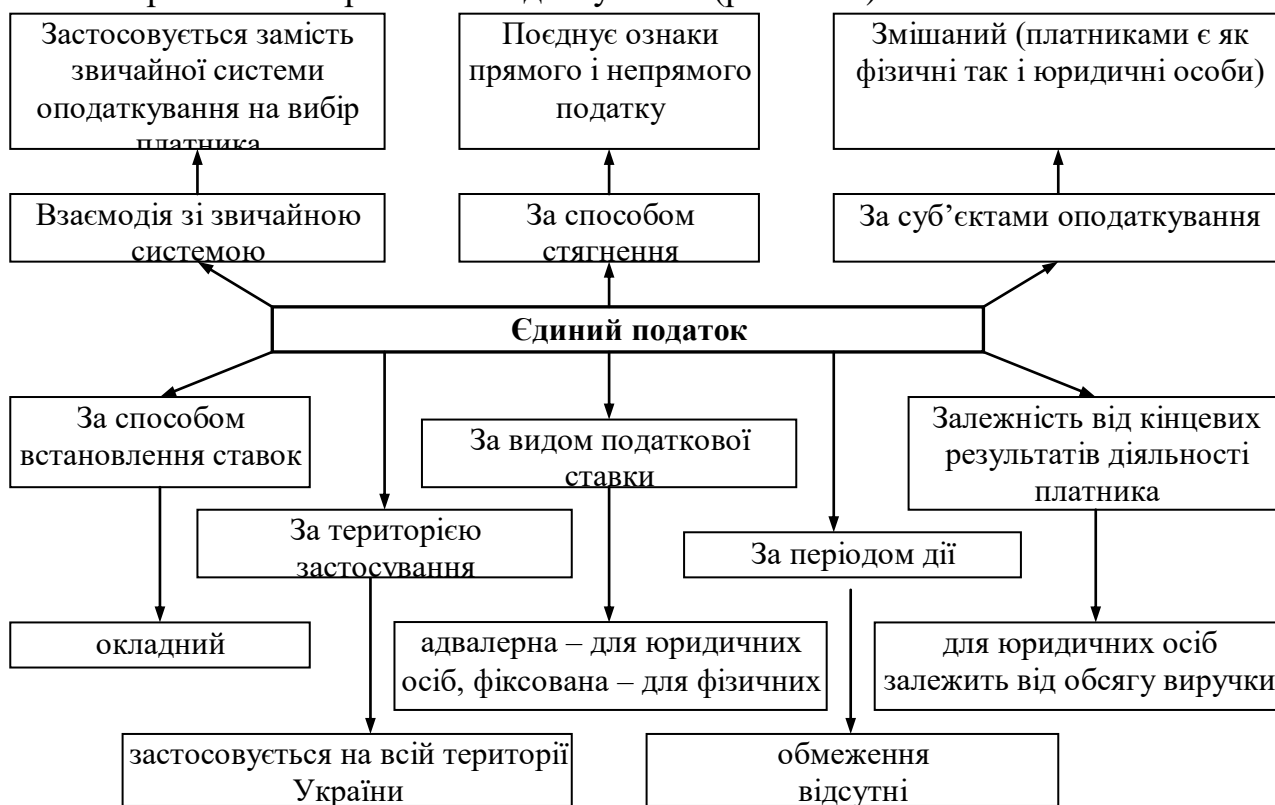 Застосовується замість
звичайної системи
оподаткування на вибір
платника
Поєднує ознаки
прямого і непрямого
податку
Змішаний (платниками є як
фізичні так і юридичні особи)
Взаємодія зі звичайною
системою
За способом
стягнення
За суб’єктами оподаткування
Єдиний податок
За способом
встановлення ставок
За видом податкової
ставки
Залежність від кінцевих
результатів діяльності
платника
За територією
застосування
За періодом дії
окладний
адвалерна – для юридичних
осіб, фіксована – для фізичних
для юридичних осіб
залежить від обсягу виручки
застосовується на всій території
України
обмеження
відсутні